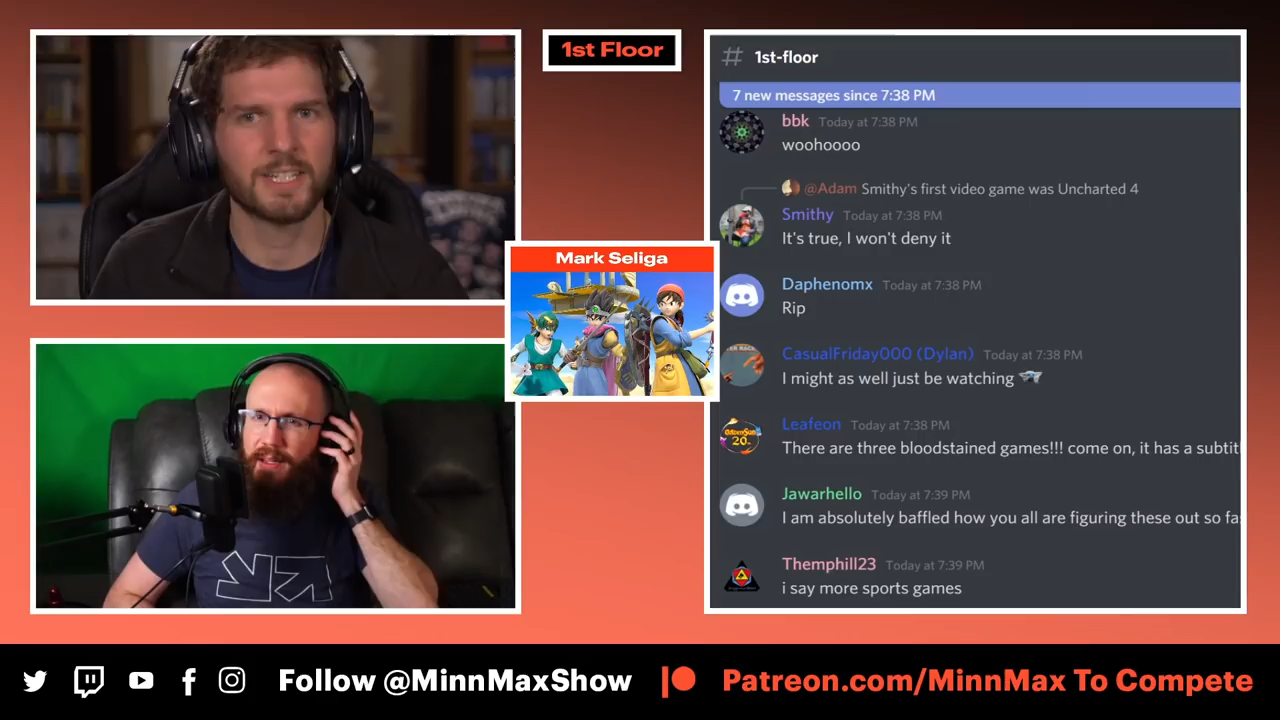 1st Floor
Mark Seliga
# 1st-floor
7 new messages since 7:38 PM
bbk Today at 7:38 PM
woohoooo
@Adam Smithy's first video game was Uncharted 4
Smithy Today at 7:38 PM
It's true, I won't deny it
Daphenomx Today at 7:38 PM
Rip
CasualFriday000 (Dylan) Today at 7:38 PM
I might as well just be watching
Leafeon Today at 7:38 PM
There are three bloodstained games!!! come on, it has a subtit
Jawarhello Today at 7:39 PM
I am absolutely baffled how you all are figuring these out so fa
Themphill23 Today at 7:39 PM
i say more sports games
Follow @MinnMaxShow
Patreon.com/MinnMax To Compete